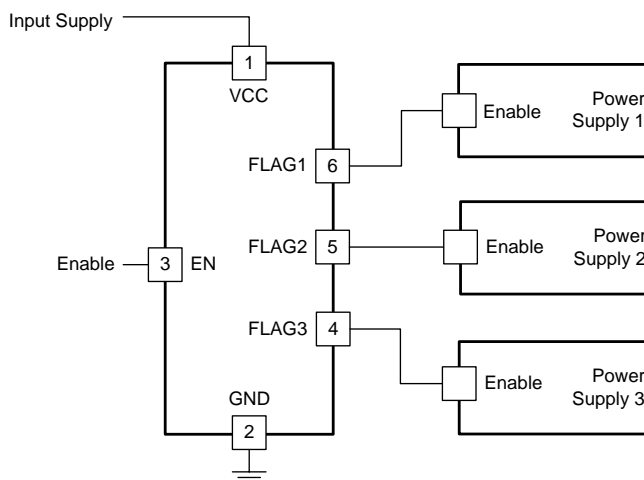 Input Supply
1
VCC
Enable
Power
Supply 1
FLAG1
6
Enable
3
EN
FLAG2
5
Enable
Power
Supply 2
FLAG3
4
Enable
Power
Supply 3
GND
2